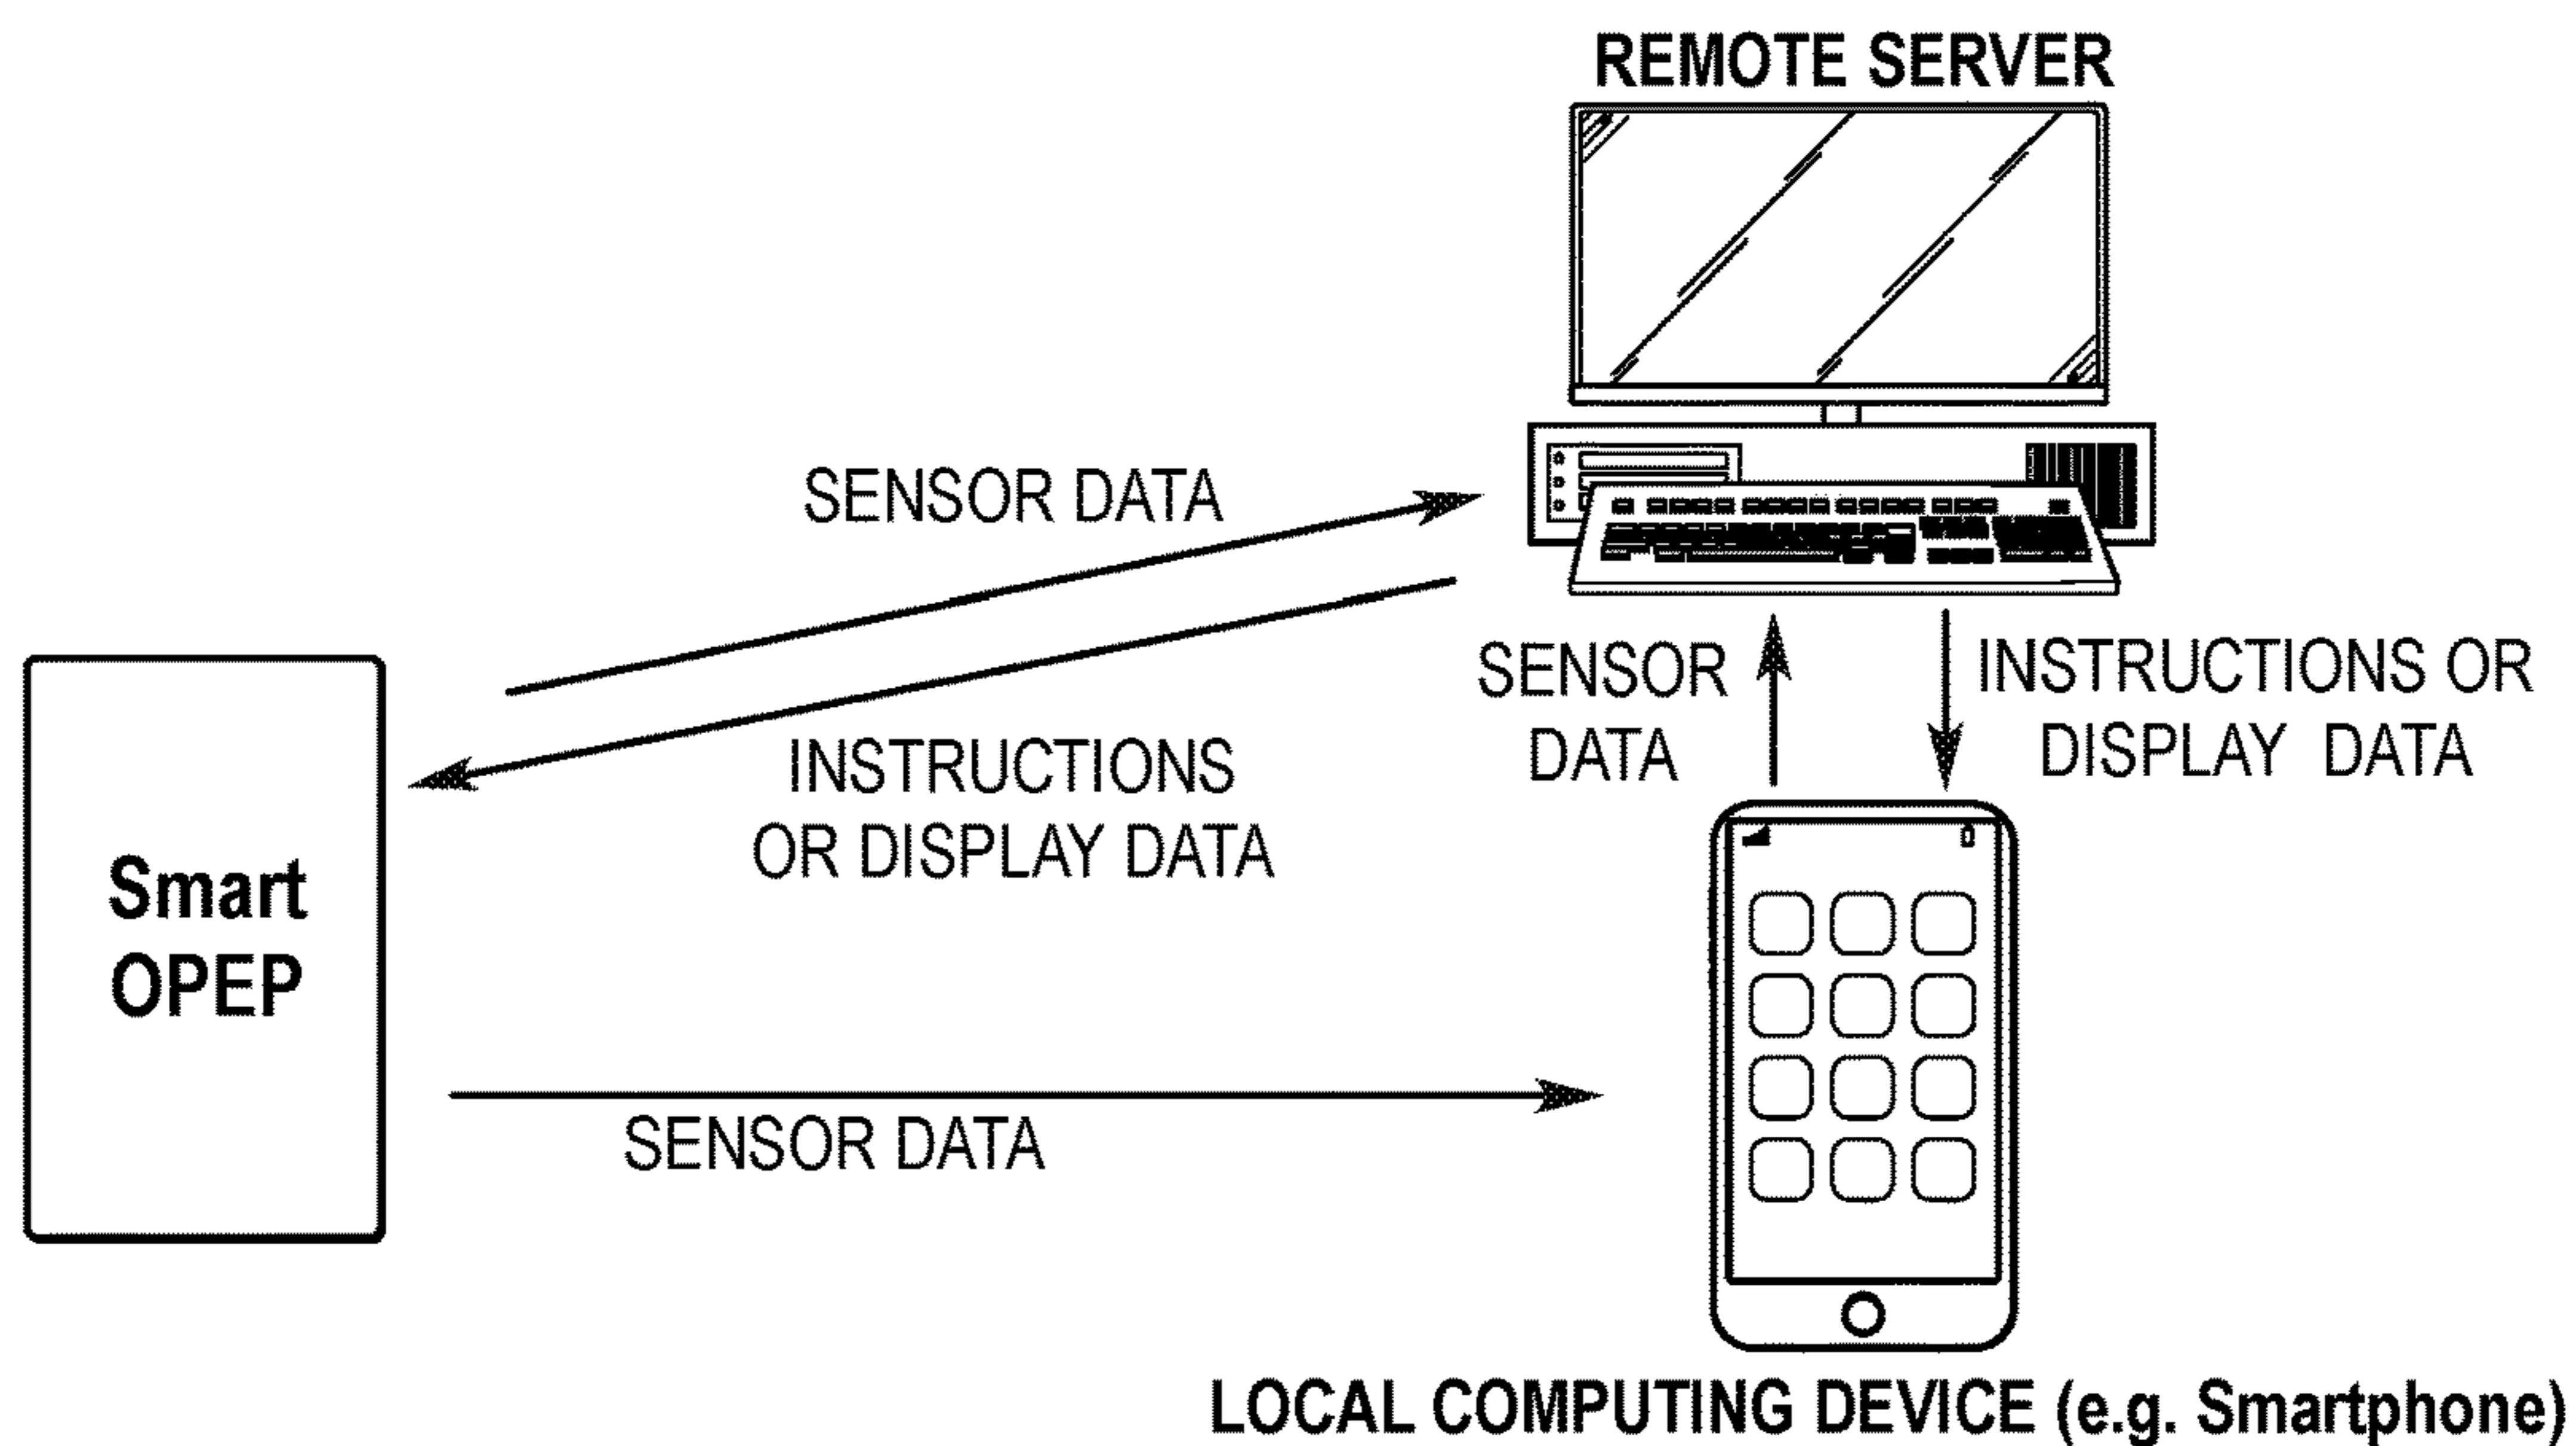 REMOTE SERVER
SENSOR DATA
INSTRUCTIONS
OR DISPLAY DATA
SENSOR
DATA
INSTRUCTIONS OR
DISPLAY DATA
Smart
OPEP
SENSOR DATA
LOCAL COMPUTING DEVICE (e.g. Smartphone)